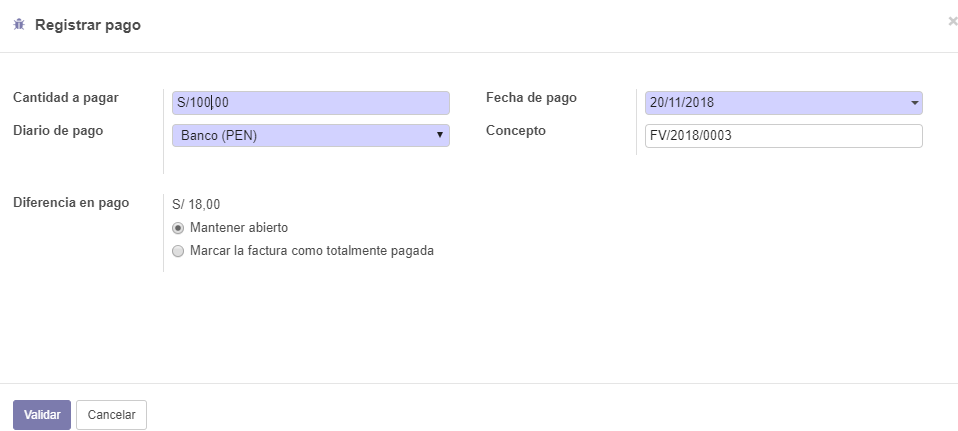 Registrar pago
×
Cantidad a pagar
S/100,00
Fecha de pago
20/11/2018
Diario de pago
Banco (PEN)
Concepto
FV/2018/0003
Diferencia en pago
S/ 18,00
Mantener abierto
Marcar la factura como totalmente pagada
Validar
Cancelar